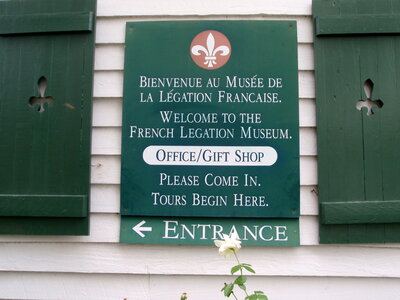 Bienvenue au Musée de
la Légation Francaise.
Welcome to the
French Legation Museum.
Office/Gift Shop
Please Come In.
Tours Begin Here.
← Entrance